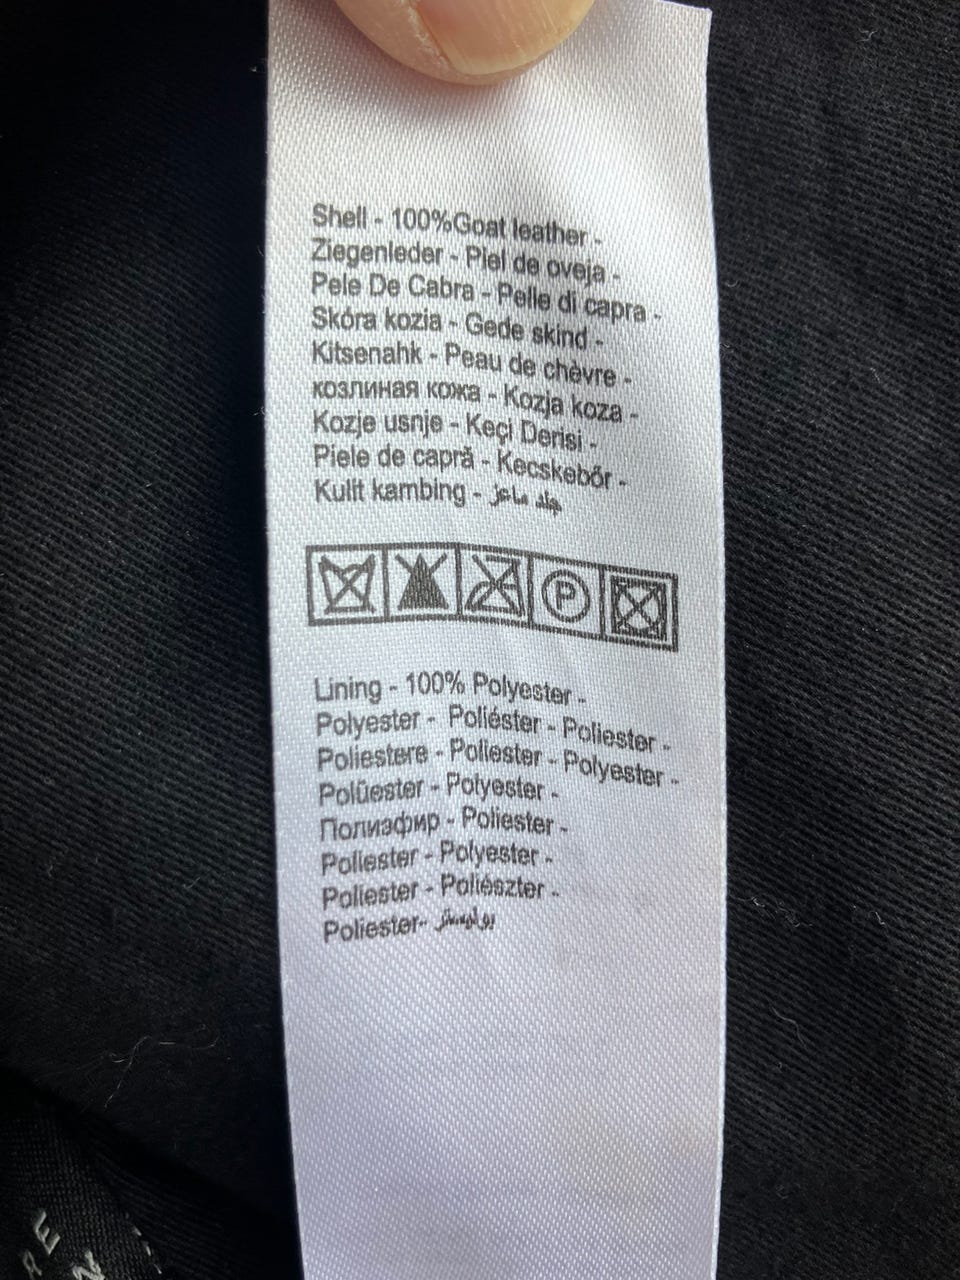 Shell - 100%Goat leather -
Ziegenleder - Piel de oveja -
Pele De Cabra - Pelle di capra -
Skóra kozia - Gede skind -
Kitsenahk - Peau de chèvre -
козлиная кожа - Kozja koza -
Kozje usnje - Keçi Derisi -
Piele de capră - Kecskebőr -
Kulit kambing - جلد ماعز
P
Lining - 100% Polyester -
Polyester - Poliéster - Poliester -
Poliestere - Poliester - Polyester -
Polüester - Polyester -
Полиэфир - Poliester -
Poliester - Polyester -
Poliester - Poliészter -
Poliester- بوليستر